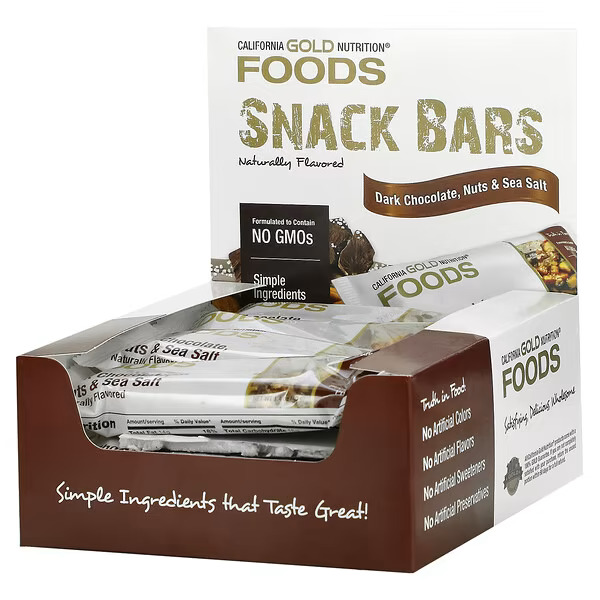 CALIFORNIA GOLD NUTRITION®
FOODS
SNACK BARS
Naturally Flavored
Dark Chocolate, Nuts & Sea Salt
Formulated to Contain
NO GMOs
Simple
Ingredients
CALIFORNIA GOLD NUTRITION®
FOODS
Chocolate,
Nuts & Sea Salt
Naturally Flavored
& Sea Salt
Flavored
Amount/serving % Daily Value* Amount/serving % Daily Value*
Total Fat 18% Total Carbohydrate
Simple Ingredients that Taste Great!
CALIFORNIA GOLD NUTRITION®
FOODS
Satisfying, Delicious, Wholesome
Truth in Food
No Artificial Colors
No Artificial Flavors
No Artificial Sweeteners
No Artificial Preservatives